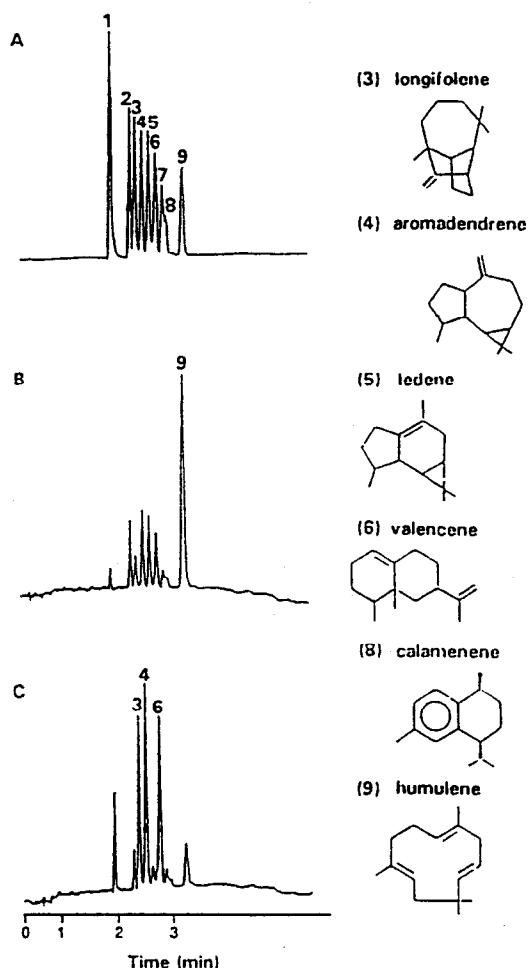 A
1
2
3
4
5
6
7
8
9
B
9
C
3
4
6
0 1 2 3
Time (min)
(3) longifolene
(4) aromadendrene
(5) ledene
(6) valencene
(8) calamenene
(9) humulene